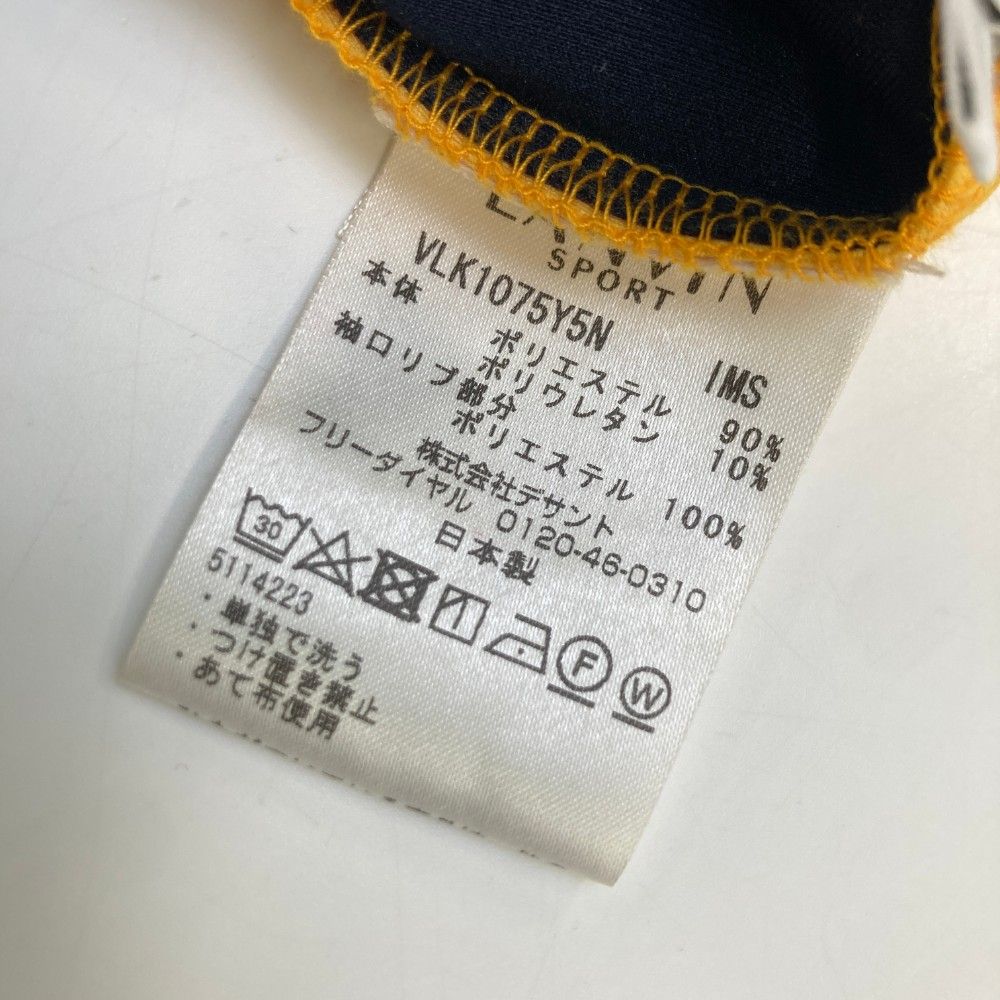 LANVIN
SPORT
VLK1075Y5N IMS
本体
ポリエステル 90%
ポリウレタン 10%
袖口リブ部分
ポリエステル 100%
株式会社デサント
フリーダイヤル 0120-46-0310
日本製
30
F
W
5114223
・単独で洗う
・つけ置き禁止
・あて布使用